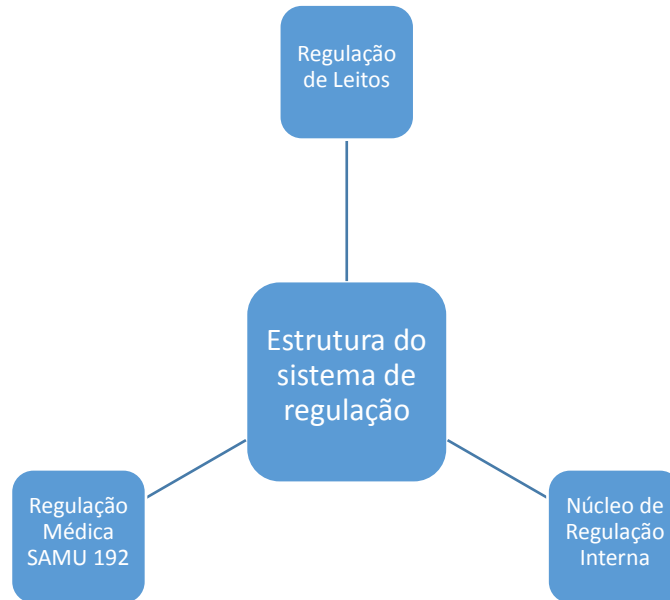 Regulação
de Leitos
Estrutura do
sistema de
regulação
Regulação
Médica
SAMU 192
Núcleo de
Regulação
Interna